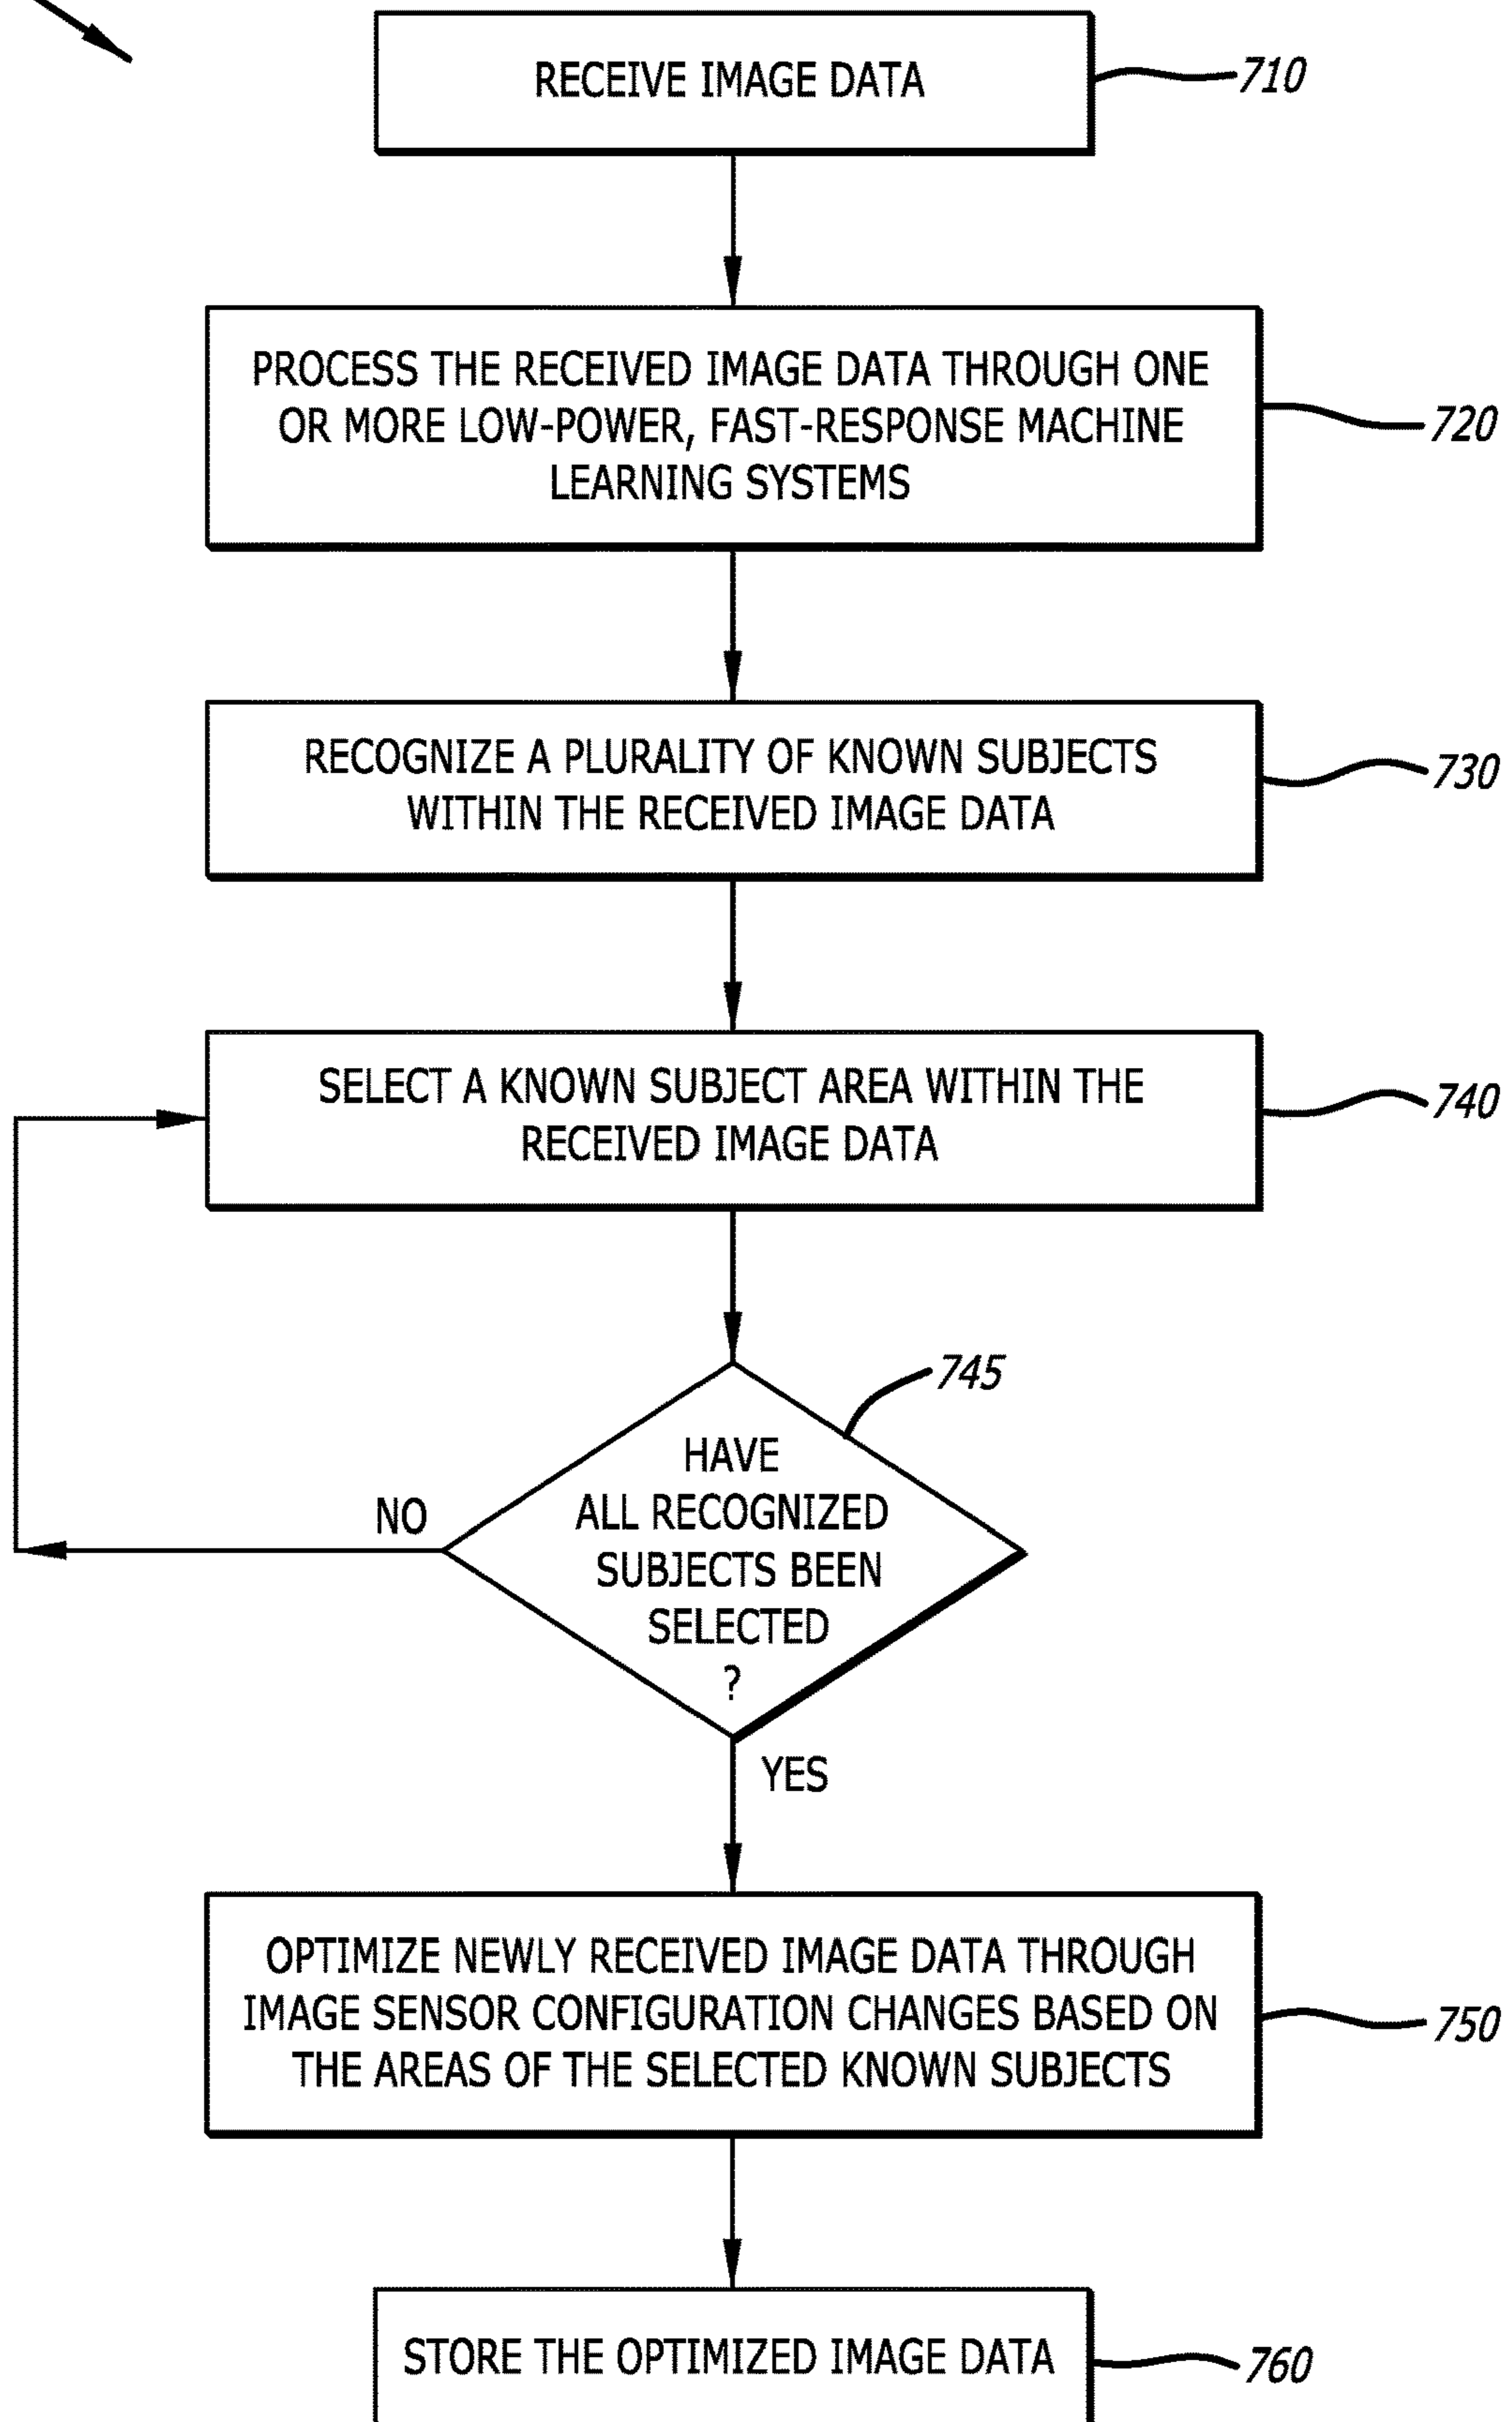 RECEIVE IMAGE DATA
710
PROCESS THE RECEIVED IMAGE DATA THROUGH ONE
OR MORE LOW-POWER, FAST-RESPONSE MACHINE
LEARNING SYSTEMS
720
RECOGNIZE A PLURALITY OF KNOWN SUBJECTS
WITHIN THE RECEIVED IMAGE DATA
730
SELECT A KNOWN SUBJECT AREA WITHIN THE
RECEIVED IMAGE DATA
740
745
HAVE
ALL RECOGNIZED
SUBJECTS BEEN
SELECTED
?
NO
YES
OPTIMIZE NEWLY RECEIVED IMAGE DATA THROUGH
IMAGE SENSOR CONFIGURATION CHANGES BASED ON
THE AREAS OF THE SELECTED KNOWN SUBJECTS
750
STORE THE OPTIMIZED IMAGE DATA
760